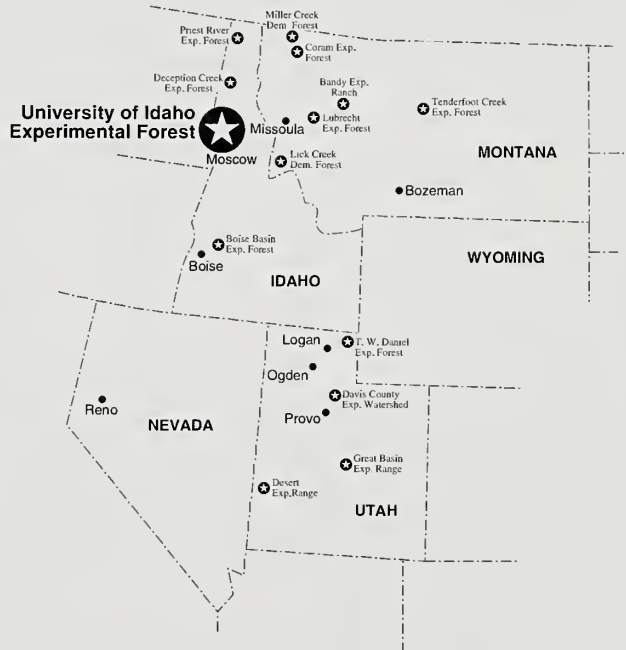 Miller Creek
Dem. Forest
Priest River
Exp. Forest
Coram Exp.
Forest
Deception Creek
Exp. Forest
Bandy Exp.
Ranch
Tenderfoot Creek
Exp. Forest
University of Idaho
Experimental Forest
Missoula
Lubrecht
Exp. Forest
MONTANA
Moscow
Lick Creek
Dem. Forest
Bozeman
Boise Basin
Exp. Forest
Boise
WYOMING
IDAHO
Logan
T. W. Daniel
Exp. Forest
Ogden
Davis County
Exp. Watershed
Reno
Provo
NEVADA
Great Basin
Exp. Range
Desert
Exp,Range
UTAH